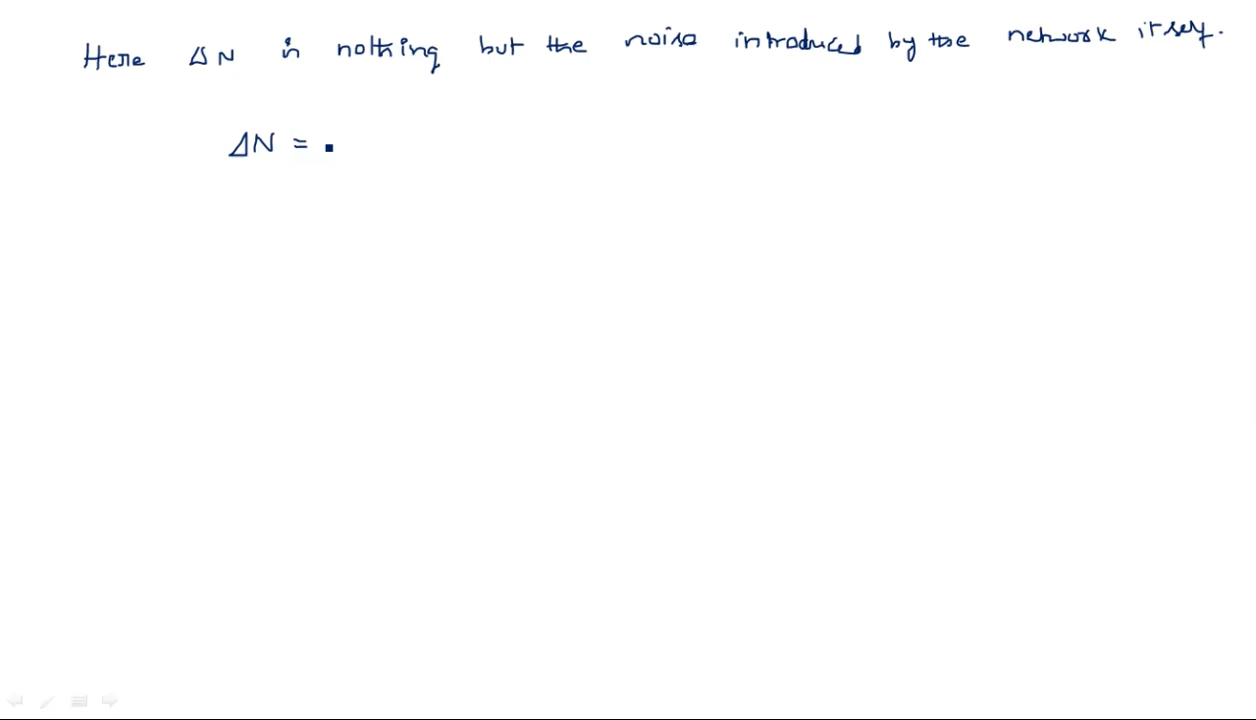 Here ΔN is nothing but the noise introduced by the network itself.
ΔN =